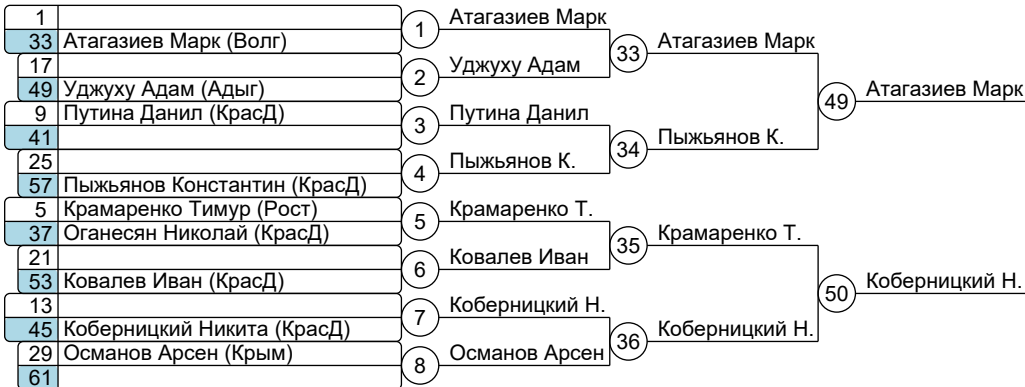 1
33 Атагазиев Марк (Волг)
17
49 Уджуху Адам (Адыг)
9 Путина Данил (КрасД)
41
25
57 Пыжьянов Константин (КрасД)
5 Крамаренко Тимур (Рост)
37 Оганесян Николай (КрасД)
21
53 Ковалев Иван (КрасД)
13
45 Коберницкий Никита (КрасД)
29 Османов Арсен (Крым)
61
1 Атагазиев Марк
2 Уджуху Адам
3 Путина Данил
4 Пыжьянов К.
5 Крамаренко Т.
6 Ковалев Иван
7 Коберницкий Н.
8 Османов Арсен
33 Атагазиев Марк
34 Пыжьянов К.
35 Крамаренко Т.
36 Коберницкий Н.
49 Атагазиев Марк
50 Коберницкий Н.